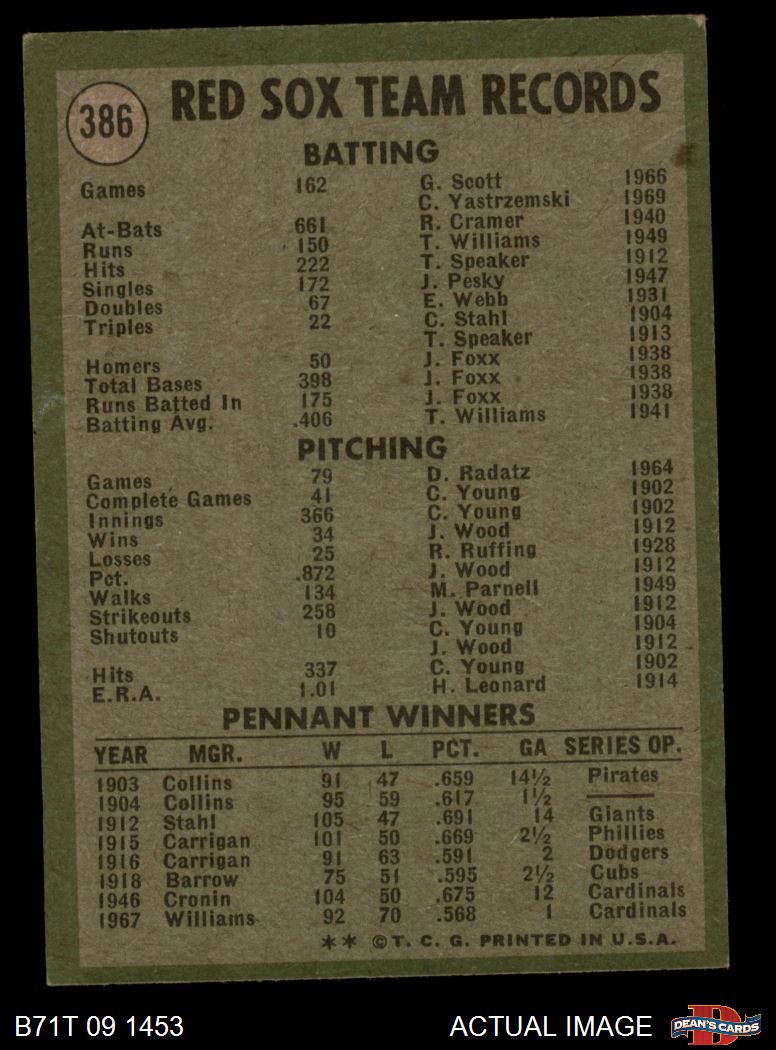 386
RED SOX TEAM RECORDS
BATTING
Games 162 G. Scott 1966
C. Yastrzemski 1969
At-Bats 661 R. Cramer 1940
Runs 150 T. Williams 1949
Hits 222 T. Speaker 1912
Singles 172 J. Pesky 1947
Doubles 67 E. Webb 1931
Triples 22 C. Stahl 1904
T. Speaker 1913
Homers 50 J. Foxx 1938
Total Bases 398 J. Foxx 1938
Runs Batted In 175 J. Foxx 1938
Batting Avg. .406 T. Williams 1941
PITCHING
Games 79 D. Radatz 1964
Complete Games 41 C. Young 1902
Innings 366 C. Young 1902
Wins 34 J. Wood 1912
Losses 25 R. Ruffing 1928
Pct. .872 J. Wood 1912
Walks 134 M. Parnell 1949
Strikeouts 258 J. Wood 1912
Shutouts 10 C. Young 1904
J. Wood 1912
Hits 337 C. Young 1902
E.R.A. 1.01 H. Leonard 1914
PENNANT WINNERS
YEAR MGR. W L PCT. GA SERIES OP.
1903 Collins 91 47 .659 14½ Pirates
1904 Collins 95 59 .617 1½ ———
1912 Stahl 105 47 .691 14 Giants
1915 Carrigan 101 50 .669 2½ Phillies
1916 Carrigan 91 63 .591 2 Dodgers
1918 Barrow 75 51 .595 2½ Cubs
1946 Cronin 104 50 .675 12 Cardinals
1967 Williams 92 70 .568 1 Cardinals
** ©T. C. G. PRINTED IN U.S.A.
B71T 09 1453 ACTUAL IMAGE D DEAN'S CARDS